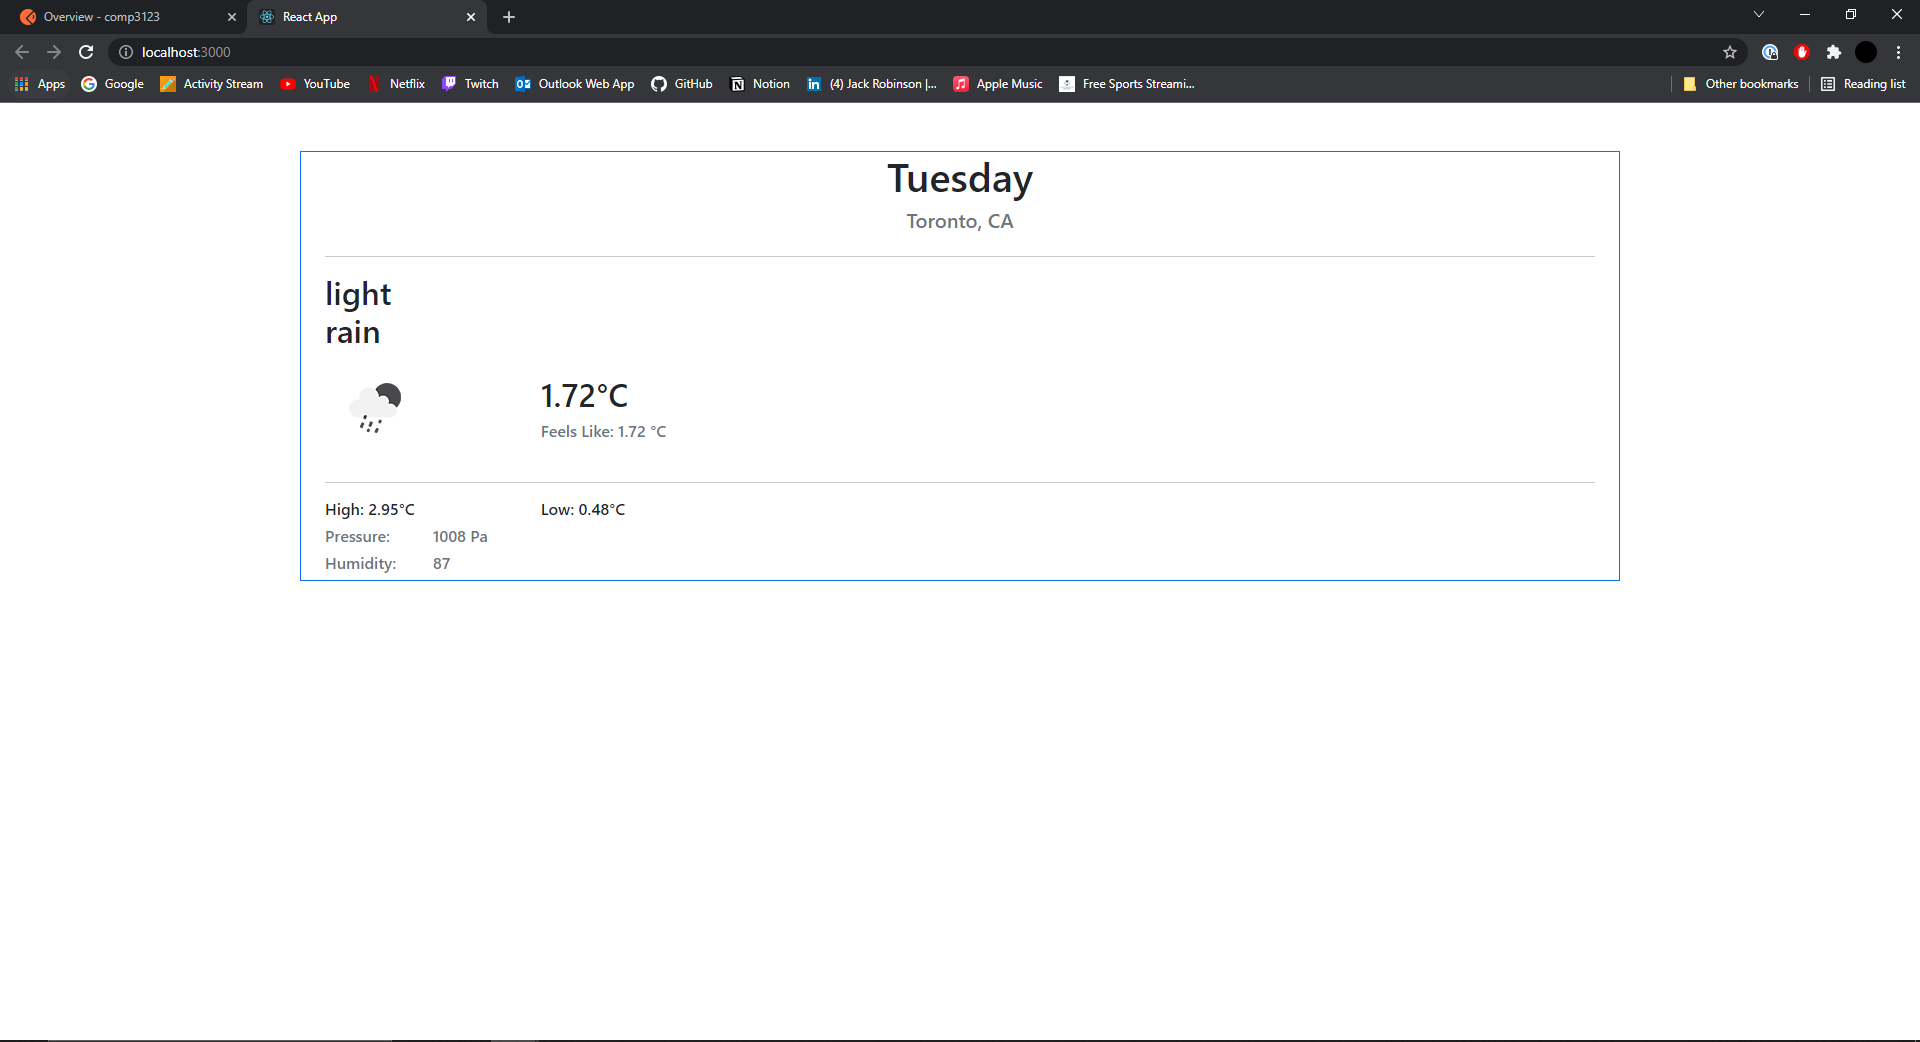 Overview - comp3123
React App
localhost:3000
Apps Google Activity Stream YouTube Netflix Twitch Outlook Web App GitHub Notion (4) Jack Robinson |... Apple Music Free Sports Streami... Other bookmarks Reading list
Tuesday
Toronto, CA
light
rain
1.72°C
Feels Like: 1.72 °C
High: 2.95°C Low: 0.48°C
Pressure: 1008 Pa
Humidity: 87